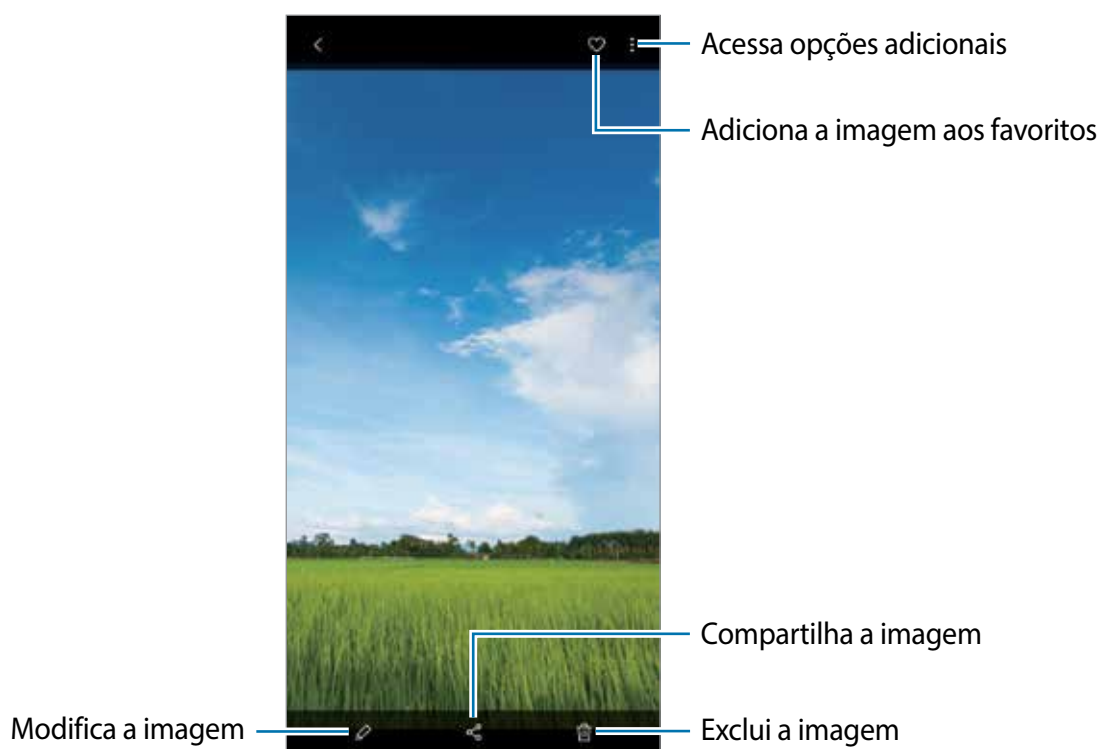 Acessa opções adicionais
Adiciona a imagem aos favoritos
Compartilha a imagem
Modifica a imagem
Exclui a imagem